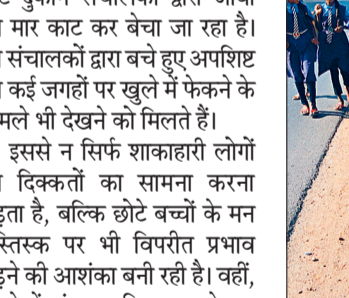 मार काट कर बेचा जा रहा है।
संचालकों द्वारा बचे हुए अपशिष्ट
कई जगहों पर खुले में फेकने के
मले भी देखने को मिलते हैं।
इससे न सिर्फ शाकाहारी लोगों
दिक्कतों का सामना करना
ड़ता है, बल्कि छोटे बच्चों के मन
स्तिस्क पर भी विपरीत प्रभाव
ड़ने की आशंका बनी रही है। वहीं,